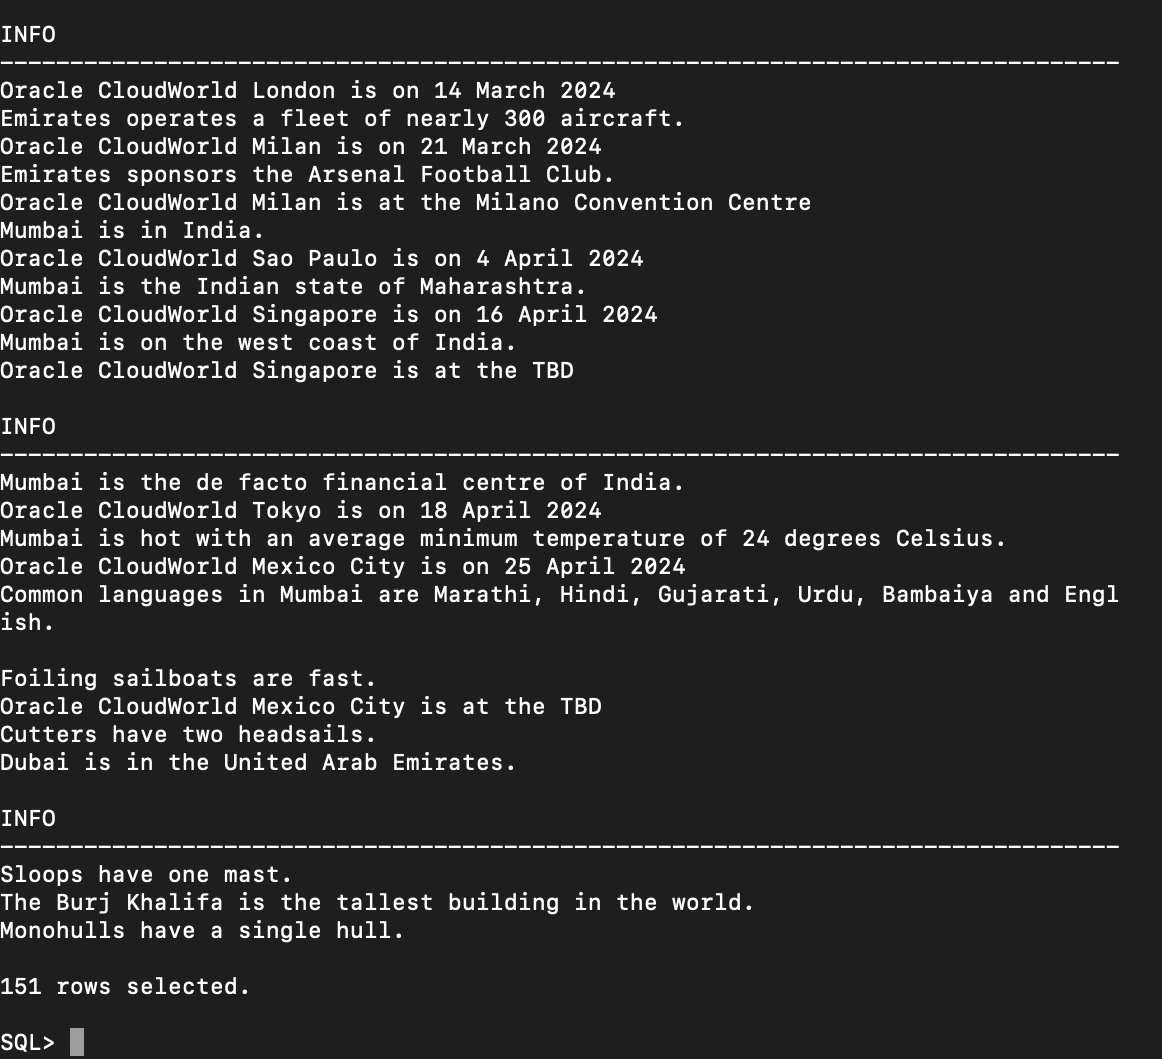 INFO
--------------------------------------------------------------------------------
Oracle CloudWorld London is on 14 March 2024
Emirates operates a fleet of nearly 300 aircraft.
Oracle CloudWorld Milan is on 21 March 2024
Emirates sponsors the Arsenal Football Club.
Oracle CloudWorld Milan is at the Milano Convention Centre
Mumbai is in India.
Oracle CloudWorld Sao Paulo is on 4 April 2024
Mumbai is the Indian state of Maharashtra.
Oracle CloudWorld Singapore is on 16 April 2024
Mumbai is on the west coast of India.
Oracle CloudWorld Singapore is at the TBD
INFO
--------------------------------------------------------------------------------
Mumbai is the de facto financial centre of India.
Oracle CloudWorld Tokyo is on 18 April 2024
Mumbai is hot with an average minimum temperature of 24 degrees Celsius.
Oracle CloudWorld Mexico City is on 25 April 2024
Common languages in Mumbai are Marathi, Hindi, Gujarati, Urdu, Bambaiya and Engl
ish.
Foiling sailboats are fast.
Oracle CloudWorld Mexico City is at the TBD
Cutters have two headsails.
Dubai is in the United Arab Emirates.
INFO
--------------------------------------------------------------------------------
Sloops have one mast.
The Burj Khalifa is the tallest building in the world.
Monohulls have a single hull.
151 rows selected.
SQL>